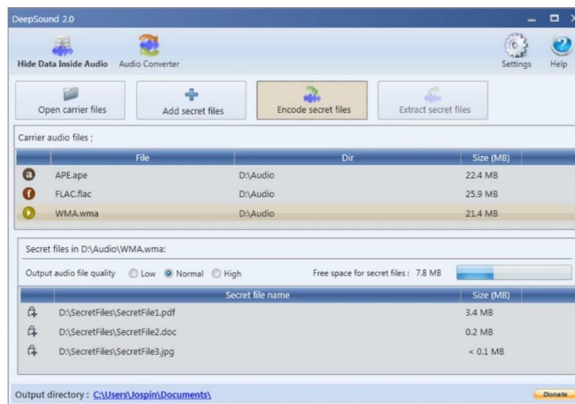 DeepSound 2.0
Hide Data Inside Audio Audio Converter Settings Help
Open carrier files Add secret files Encode secret files Extract secret files
Carrier audio files ;
File Dir Size (MB)
APE.ape D:\Audio 22.4 MB
FLAC.flac D:\Audio 25.9 MB
WMA.wma D:\Audio 21.4 MB
Secret files in D:\Audio\WMA.wma:
Output audio file quality Low Normal High Free space for secret files : 7.8 MB
Secret file name Size (MB)
D:\SecretFiles\SecretFile1.pdf 3.4 MB
D:\SecretFiles\SecretFile2.doc 0.2 MB
D:\SecretFiles\SecretFile3.jpg < 0.1 MB
Output directory : C:\Users\Jospin\Documents\ Donate